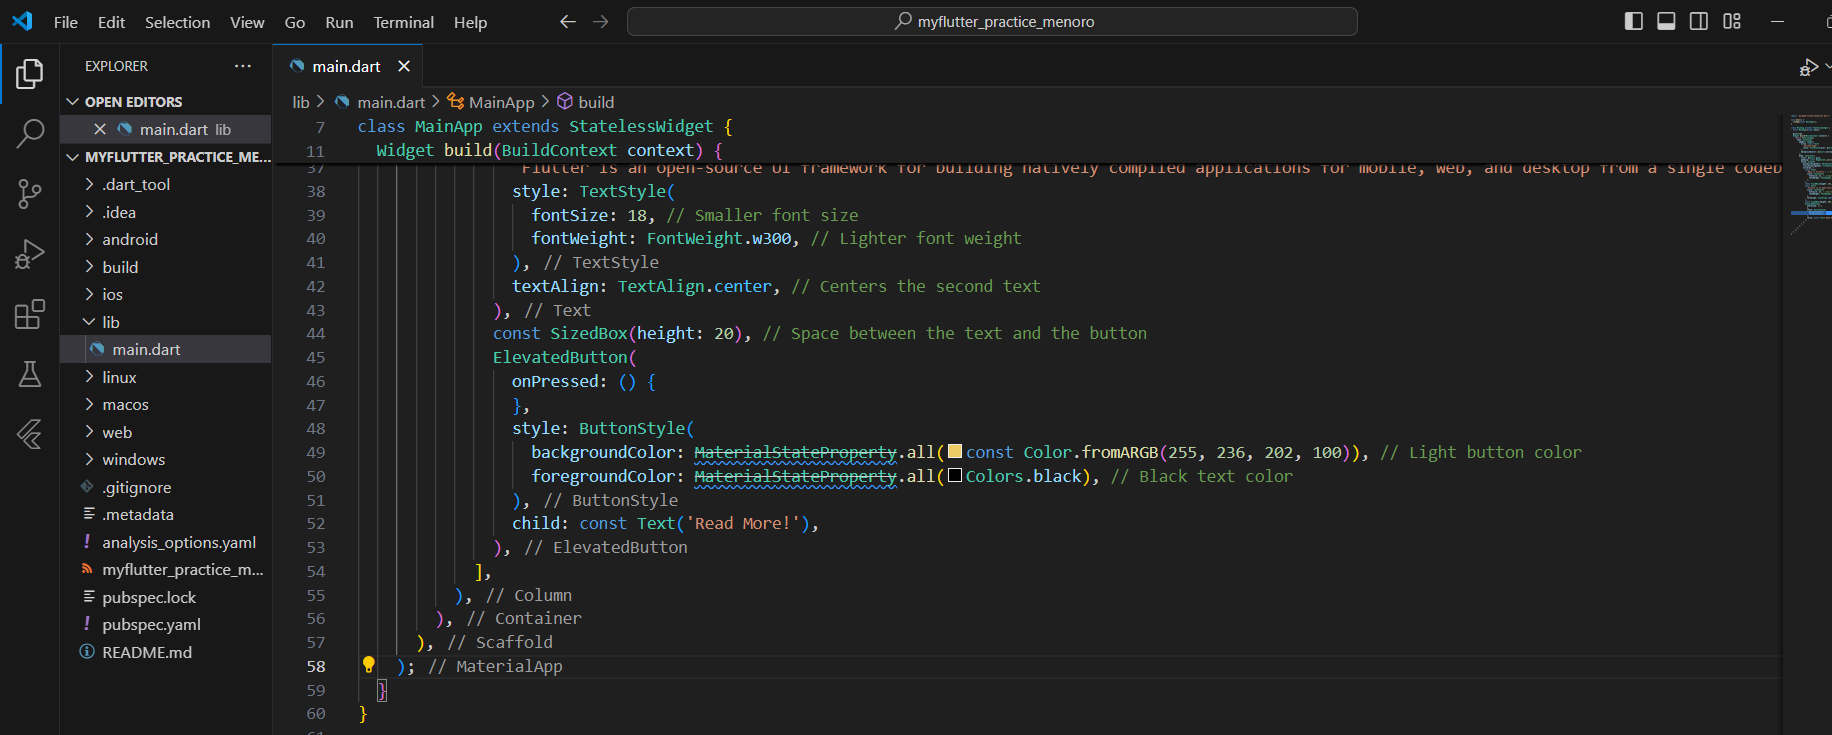 File Edit Selection View Go Run Terminal Help
myflutter_practice_menoro
EXPLORER
OPEN EDITORS
main.dart lib
MYFLUTTER_PRACTICE_ME...
.dart_tool
.idea
android
build
ios
lib
main.dart
linux
macos
web
windows
.gitignore
.metadata
analysis_options.yaml
myflutter_practice_m...
pubspec.lock
pubspec.yaml
README.md
main.dart
lib > main.dart > MainApp > build
7 class MainApp extends StatelessWidget {
11 Widget build(BuildContext context) {
37 'Flutter is an open-source UI framework for building natively compiled applications for mobile, web, and desktop from a single codeb
38 style: TextStyle(
39 fontSize: 18, // Smaller font size
40 fontWeight: FontWeight.w300, // Lighter font weight
41 ), // TextStyle
42 textAlign: TextAlign.center, // Centers the second text
43 ), // Text
44 const SizedBox(height: 20), // Space between the text and the button
45 ElevatedButton(
46 onPressed: () {
47 },
48 style: ButtonStyle(
49 backgroundColor: MaterialStateProperty.all(const Color.fromARGB(255, 236, 202, 100)), // Light button color
50 foregroundColor: MaterialStateProperty.all(Colors.black), // Black text color
51 ), // ButtonStyle
52 child: const Text('Read More!'),
53 ), // ElevatedButton
54 ],
55 ), // Column
56 ), // Container
57 ), // Scaffold
58 ); // MaterialApp
59 }
60 }
61